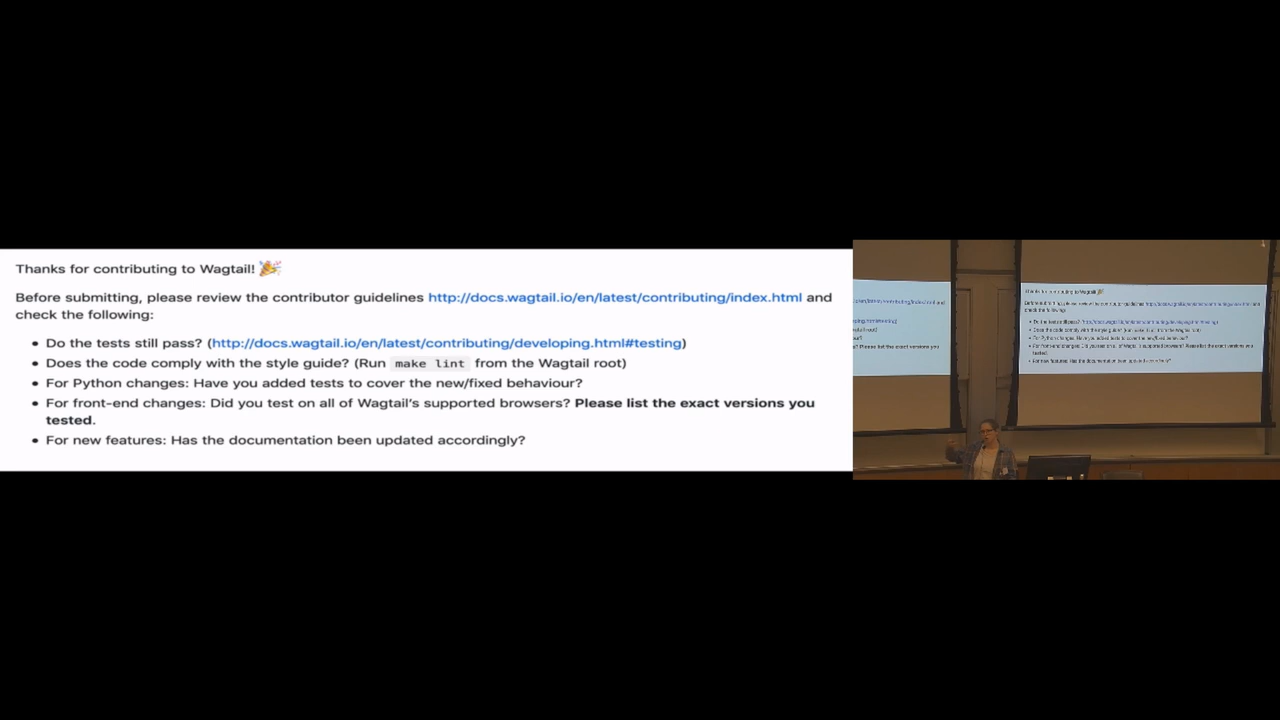 Thanks for contributing to Wagtail! 🎉
Before submitting, please review the contributor guidelines http://docs.wagtail.io/en/latest/contributing/index.html and
check the following:
• Do the tests still pass? (http://docs.wagtail.io/en/latest/contributing/developing.html#testing)
• Does the code comply with the style guide? (Run make lint from the Wagtail root)
• For Python changes: Have you added tests to cover the new/fixed behaviour?
• For front-end changes: Did you test on all of Wagtail's supported browsers? Please list the exact versions you
tested.
• For new features: Has the documentation been updated accordingly?